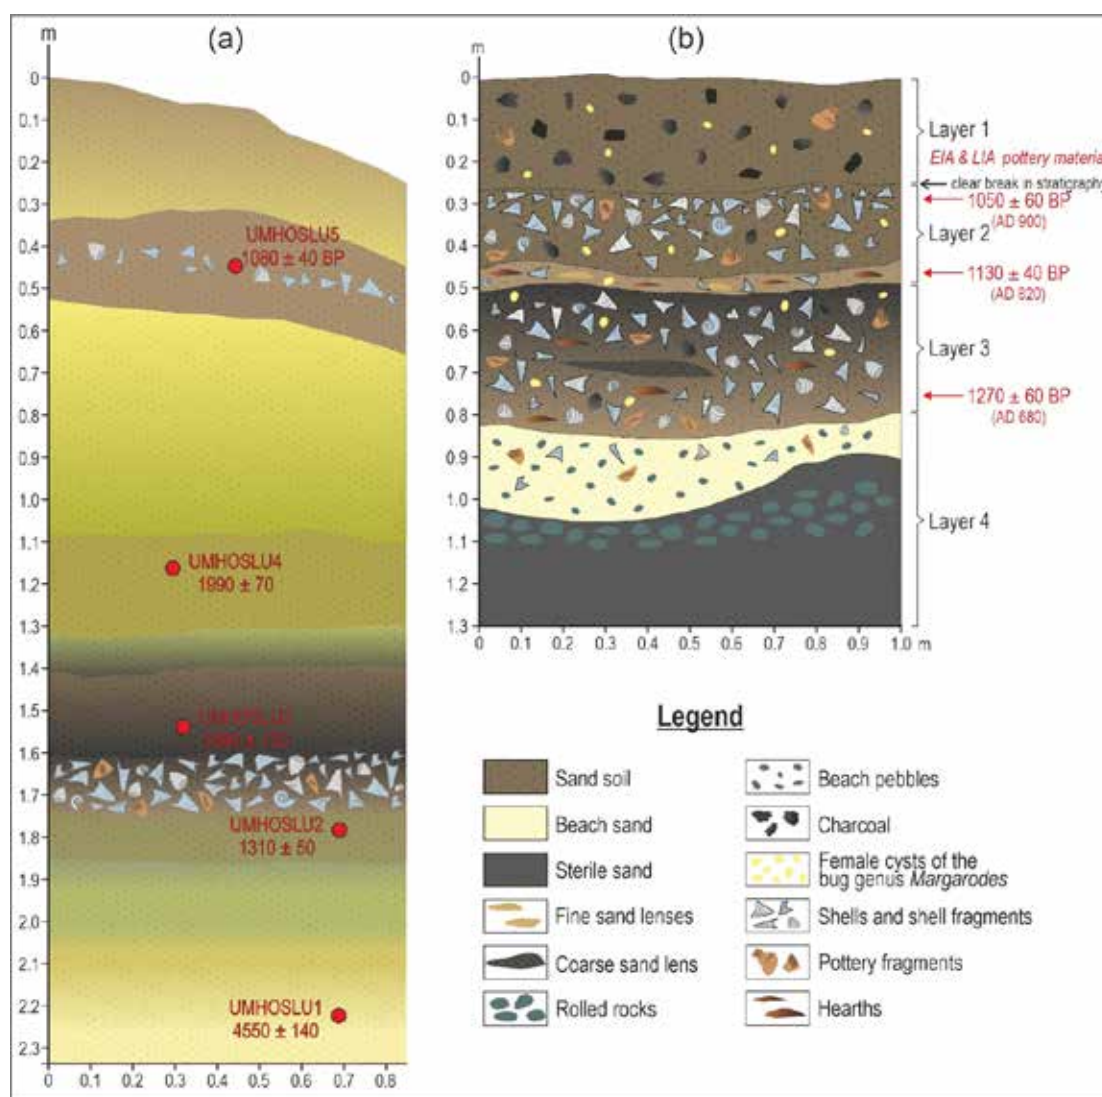 (a)
m
0
0.1
0.2
0.3
0.4
0.5
0.6
0.7
0.8
0.9
1.0
1.1
1.2
1.3
1.4
1.5
1.6
1.7
1.8
1.9
2.0
2.1
2.2
2.3
0 0.1 0.2 0.3 0.4 0.5 0.6 0.7 0.8
UMHOSLU5
1080 ± 40 BP
UMHOSLU4
1990 ± 70
UMHOSLU2
1310 ± 50
UMHOSLU1
4550 ± 140
(b)
m
0
0.1
0.2
0.3
0.4
0.5
0.6
0.7
0.8
0.9
1.0
1.1
1.2
1.3
0 0.1 0.2 0.3 0.4 0.5 0.6 0.7 0.8 0.9 1.0 m
Layer 1
EIA & LIA pottery materia
clear break in stratigraphy
1050 ± 60 BP
(AD 900)
Layer 2
1130 ± 40 BP
(AD 820)
Layer 3
1270 ± 60 BP
(AD 680)
Layer 4
Legend
Sand soil
Beach sand
Sterile sand
Fine sand lenses
Coarse sand lens
Rolled rocks
Beach pebbles
Charcoal
Female cysts of the
bug genus Margarodes
Shells and shell fragments
Pottery fragments
Hearths